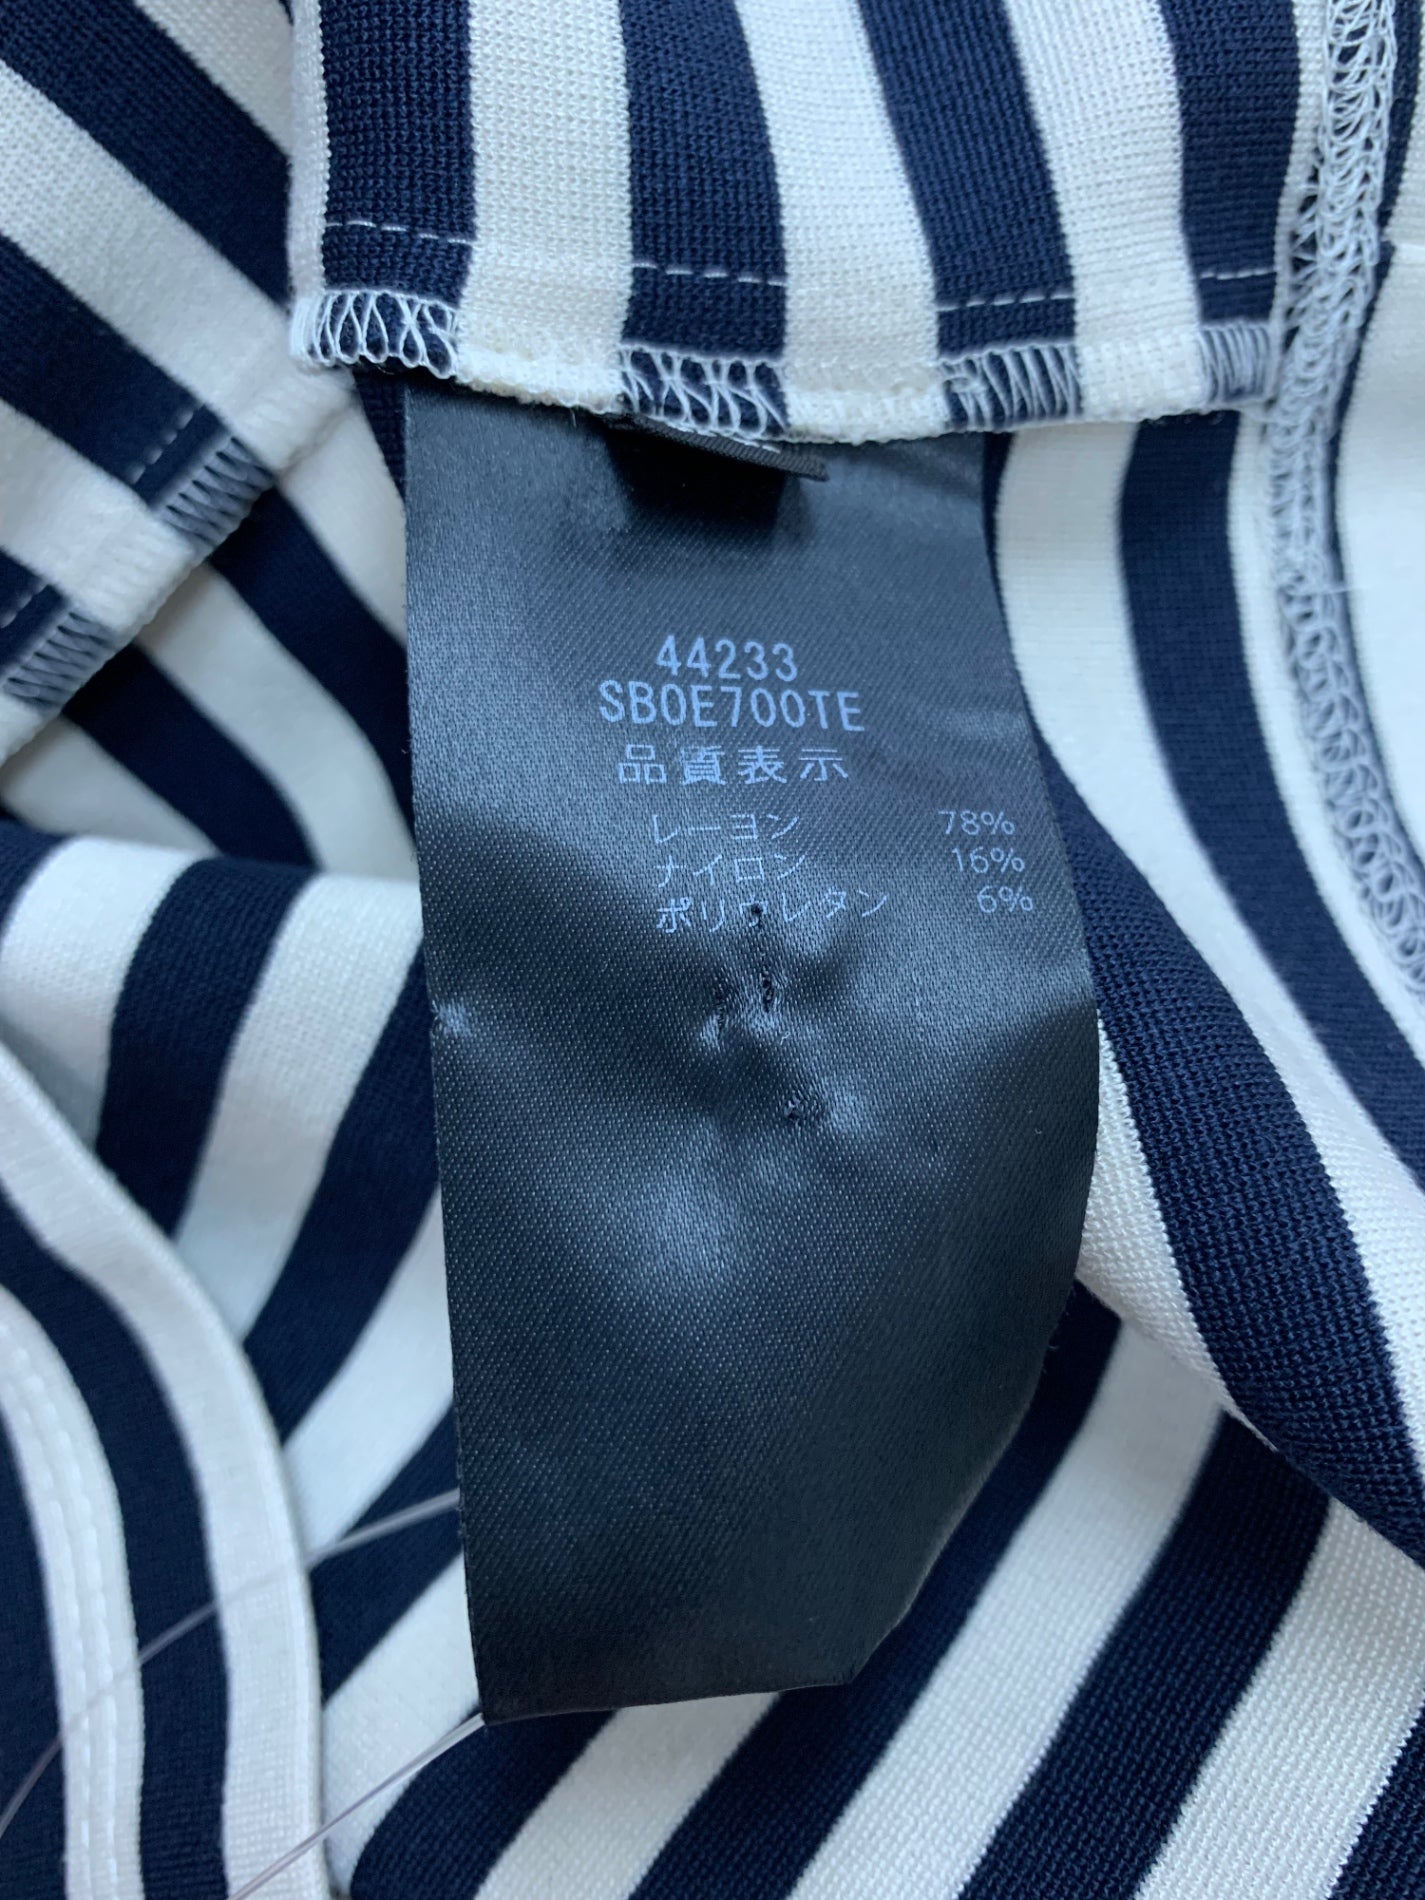 44233
SB0E700TE
品質表示
レーヨン 78%
ナイロン 16%
ポリウレタン 6%